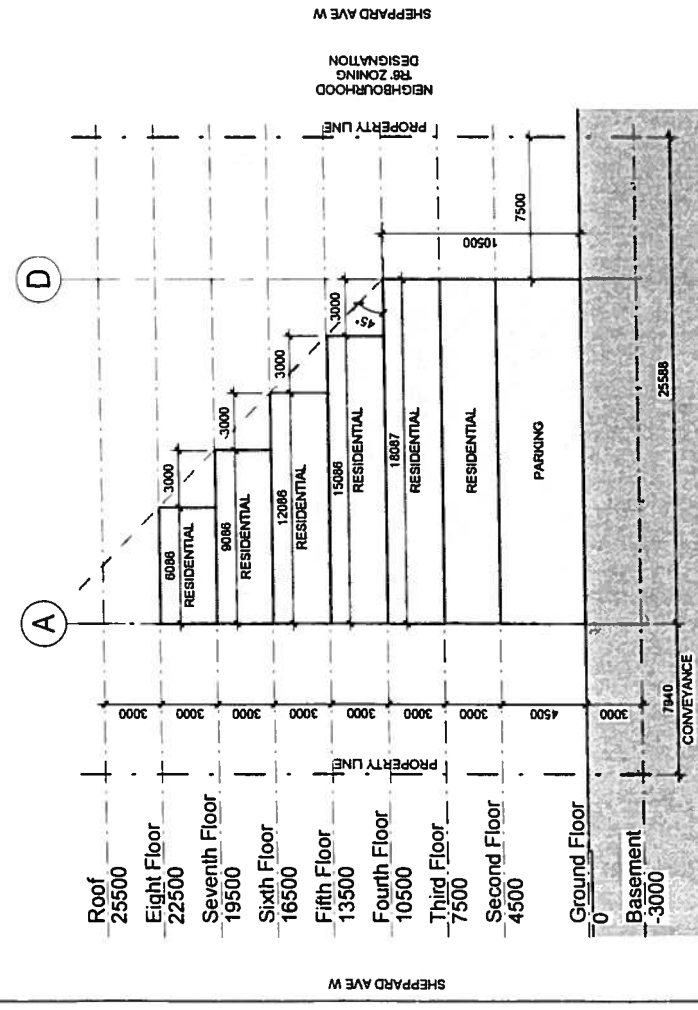 SHEPPARD AVE W
NEIGHBOURHOOD
'R6' ZONING
DESIGNATION
PROPERTY LINE
D
A
7500
10500
45°
3000
3000
3000
3000
6086
RESIDENTIAL
9086
RESIDENTIAL
12086
RESIDENTIAL
15086
RESIDENTIAL
18087
RESIDENTIAL
RESIDENTIAL
PARKING
25588
3000
3000
3000
3000
3000
3000
3000
4500
3000
7940
CONVEYANCE
PROPERTY LINE
Roof
25500
Eight Floor
22500
Seventh Floor
19500
Sixth Floor
16500
Fifth Floor
13500
Fourth Floor
10500
Third Floor
7500
Second Floor
4500
Ground Floor
0
Basement
-3000
SHEPPARD AVE W